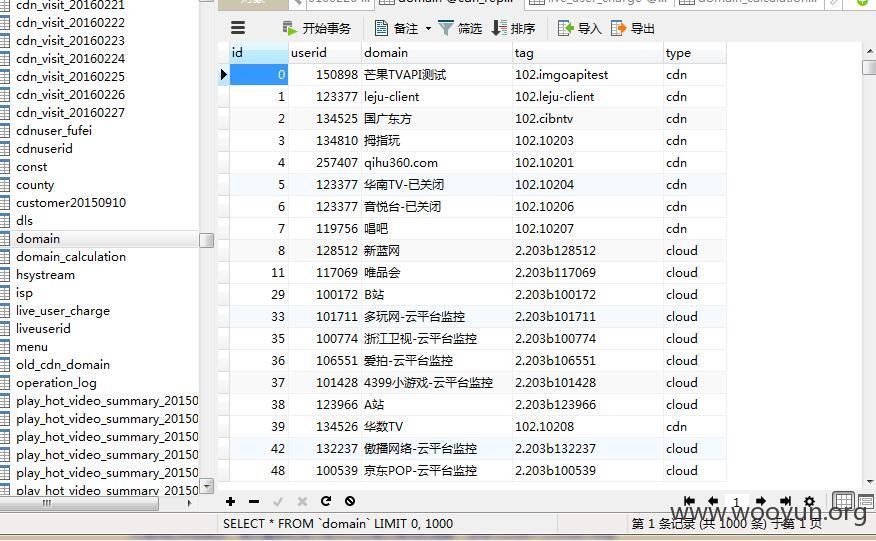 cdn_visit_20160221
cdn_visit_20160222
cdn_visit_20160223
cdn_visit_20160224
cdn_visit_20160225
cdn_visit_20160226
cdn_visit_20160227
cdnuser_fufei
cdnuserid
const
county
customer20150910
dls
domain
domain_calculation
hsystream
isp
live_user_charge
liveuserid
menu
old_cdn_domain
operation_log
play_hot_video_summary_20150
play_hot_video_summary_20150
play_hot_video_summary_20150
play_hot_video_summary_20150
play_hot_video_summary_20150
play_hot_video_summary_20150
开始事务 备注 筛选 排序 导入 导出
id userid domain tag type
0 150898 芒果TVAPI测试 102.imgoapitest cdn
1 123377 leju-client 102.leju-client cdn
2 134525 国广东方 102.cibntv cdn
3 134810 拇指玩 102.10203 cdn
4 257407 qihu360.com 102.10201 cdn
5 123377 华南TV-已关闭 102.10204 cdn
6 123377 音悦台-已关闭 102.10206 cdn
7 119756 唱吧 102.10207 cdn
8 128512 新蓝网 2.203b128512 cloud
11 117069 唯品会 2.203b117069 cloud
29 100172 B站 2.203b100172 cloud
33 101711 多玩网-云平台监控 2.203b101711 cloud
35 100774 浙江卫视-云平台监控 2.203b100774 cloud
36 106551 爱拍-云平台监控 2.203b106551 cloud
37 101428 4399小游戏-云平台监控 2.203b101428 cloud
38 123966 A站 2.203b123966 cloud
39 134526 华数TV 102.10208 cdn
42 132237 傲播网络-云平台监控 2.203b132237 cloud
48 100539 京东POP-云平台监控 2.203b100539 cloud
1
SELECT * FROM `domain` LIMIT 0, 1000
第 1 条记录 (共 1000 条) 于第 1 页
www.wooyun.org